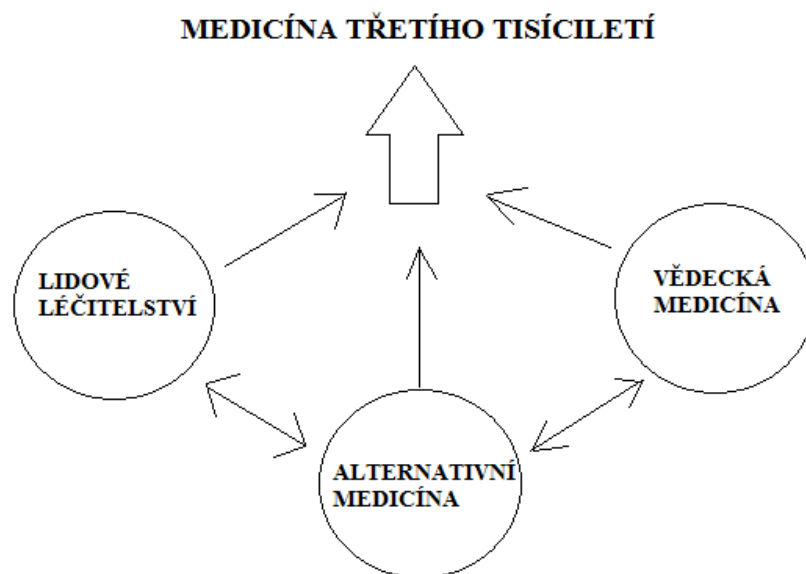 MEDICÍNA TŘETÍHO TISÍCILETÍ
LIDOVÉ
LÉČITELSTVÍ
VĚDECKÁ
MEDICÍNA
ALTERNATIVNÍ
MEDICÍNA